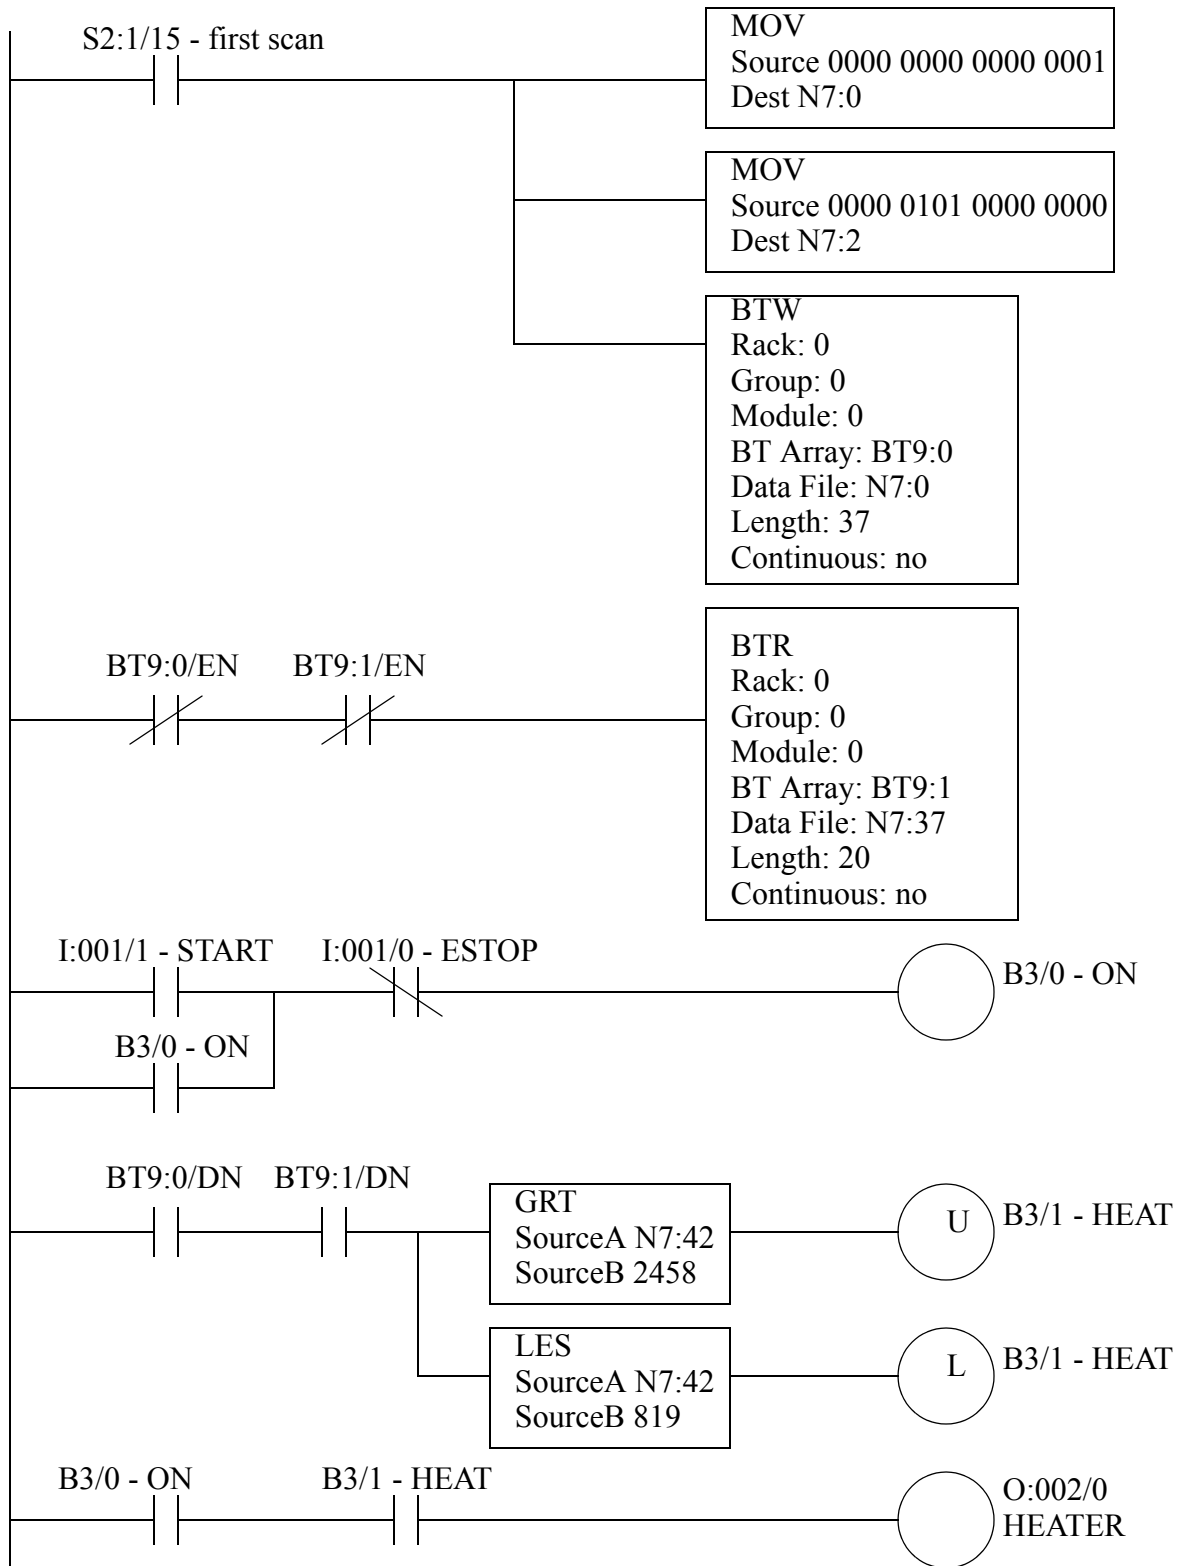 S2:1/15 - first scan
MOV
Source 0000 0000 0000 0001
Dest N7:0
MOV
Source 0000 0101 0000 0000
Dest N7:2
BTW
Rack: 0
Group: 0
Module: 0
BT Array: BT9:0
Data File: N7:0
Length: 37
Continuous: no
BT9:0/EN
BT9:1/EN
BTR
Rack: 0
Group: 0
Module: 0
BT Array: BT9:1
Data File: N7:37
Length: 20
Continuous: no
I:001/1 - START
I:001/0 - ESTOP
B3/0 - ON
B3/0 - ON
BT9:0/DN
BT9:1/DN
GRT
SourceA N7:42
SourceB 2458
U
B3/1 - HEAT
LES
SourceA N7:42
SourceB 819
L
B3/1 - HEAT
B3/0 - ON
B3/1 - HEAT
O:002/0
HEATER